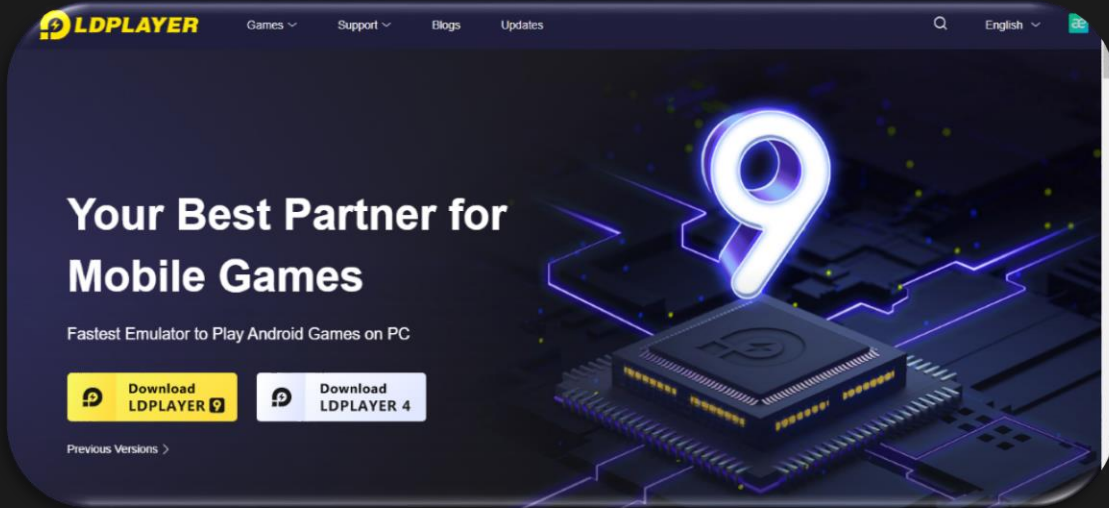 LDPLAYER
Games
Support
Blogs
Updates
English
æ
9
Your Best Partner for
Mobile Games
Fastest Emulator to Play Android Games on PC
Download
LDPLAYER 9
Download
LDPLAYER 4
Previous Versions >